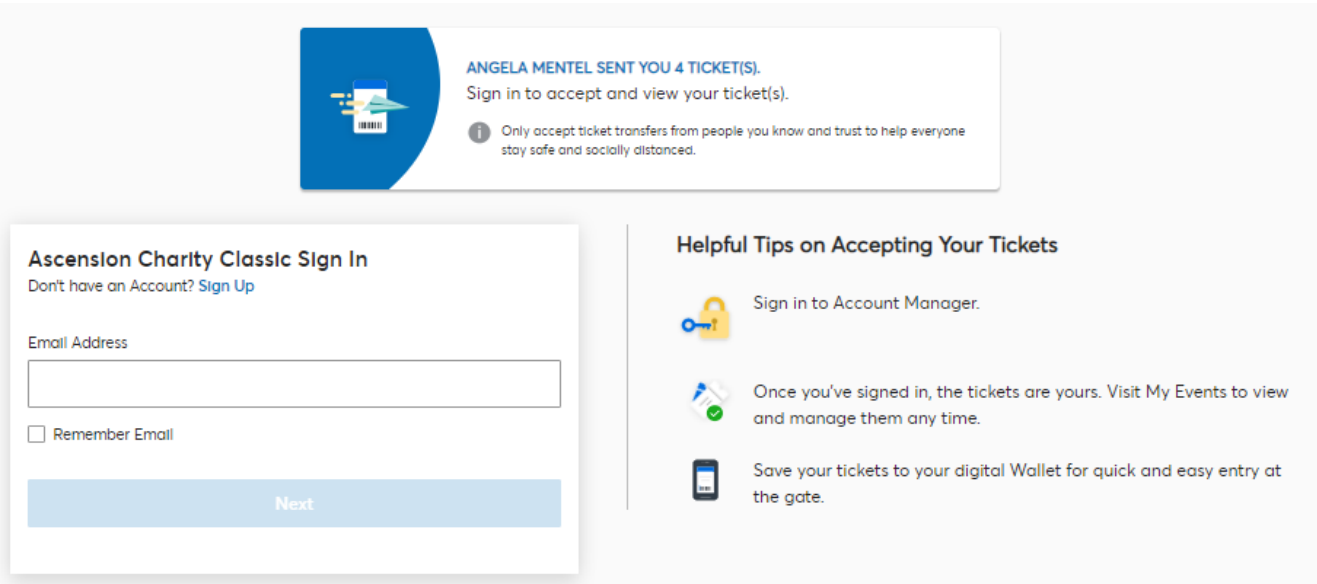 ANGELA MENTEL SENT YOU 4 TICKET(S).
Sign in to accept and view your ticket(s).
Only accept ticket transfers from people you know and trust to help everyone
stay safe and socially distanced.
Ascension Charity Classic Sign In
Don't have an Account? Sign Up
Email Address
Remember Email
Next
Helpful Tips on Accepting Your Tickets
Sign in to Account Manager.
Once you've signed in, the tickets are yours. Visit My Events to view
and manage them any time.
Save your tickets to your digital Wallet for quick and easy entry at
the gate.